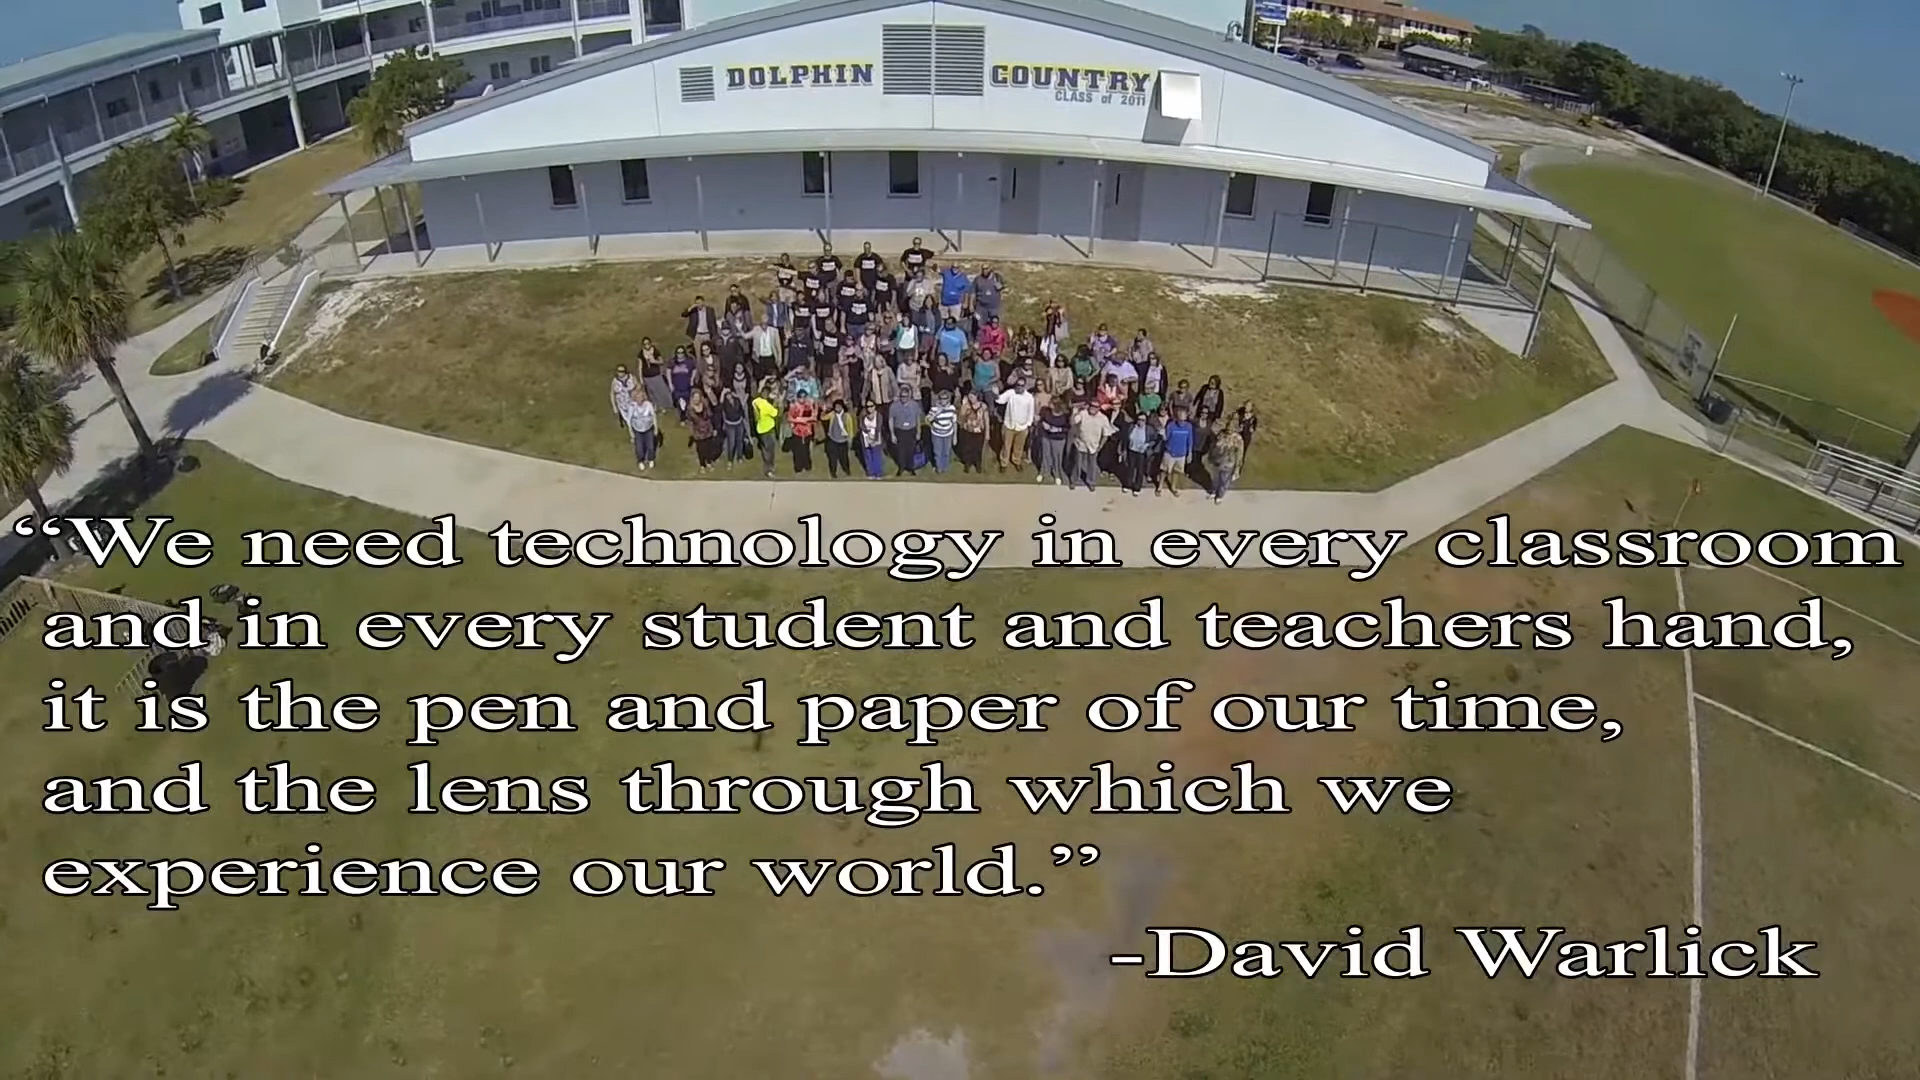 DOLPHIN COUNTRY
CLASS of 2011
“We need technology in every classroom
and in every student and teachers hand,
it is the pen and paper of our time,
and the lens through which we
experience our world.”
-David Warlick